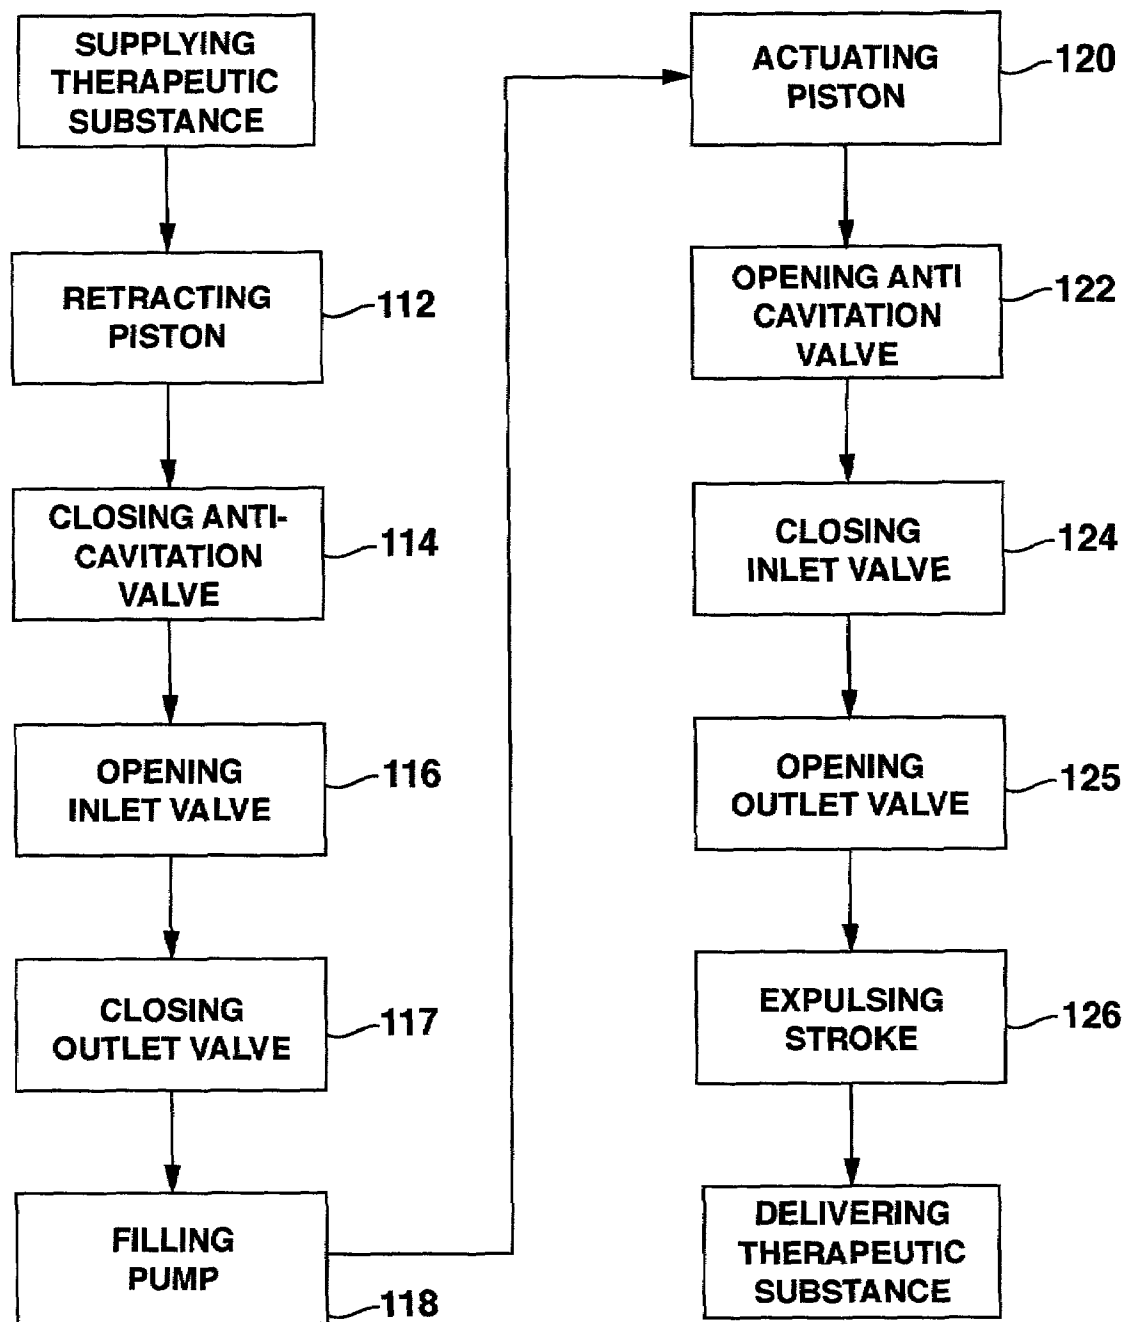 SUPPLYING
THERAPEUTIC
SUBSTANCE
RETRACTING
PISTON
112
CLOSING ANTI-
CAVITATION
VALVE
114
OPENING
INLET VALVE
116
CLOSING
OUTLET VALVE
117
FILLING
PUMP
118
ACTUATING
PISTON
120
OPENING ANTI
CAVITATION
VALVE
122
CLOSING
INLET VALVE
124
OPENING
OUTLET VALVE
125
EXPULSING
STROKE
126
DELIVERING
THERAPEUTIC
SUBSTANCE